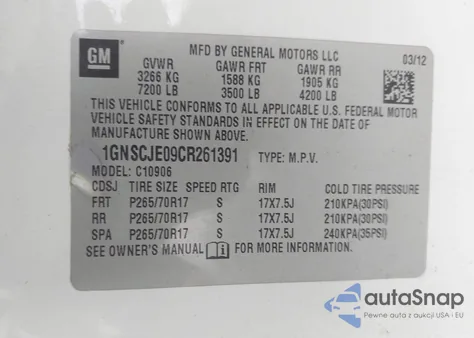 GM
MFD BY GENERAL MOTORS LLC
03/12
GVWR GAWR FRT GAWR RR
3266 KG 1588 KG 1905 KG
7200 LB 3500 LB 4200 LB
THIS VEHICLE CONFORMS TO ALL APPLICABLE U.S. FEDERAL MOTOR
VEHICLE SAFETY STANDARDS IN EFFECT ON THE DATE OF
MANUFACTURE SHOWN ABOVE.
1GNSCJE09CR261391 TYPE: M.P.V.
MODEL: C10906
CDSJ TIRE SIZE SPEED RTG RIM COLD TIRE PRESSURE
FRT P265/70R17 S 17X7.5J 210KPA(30PSI)
RR P265/70R17 S 17X7.5J 210KPA(30PSI)
SPA P265/70R17 S 17X7.5J 240KPA(35PSI)
SEE OWNER'S MANUAL FOR MORE INFORMATION.
autoSnap
Pewne auta z aukcji USA i EU